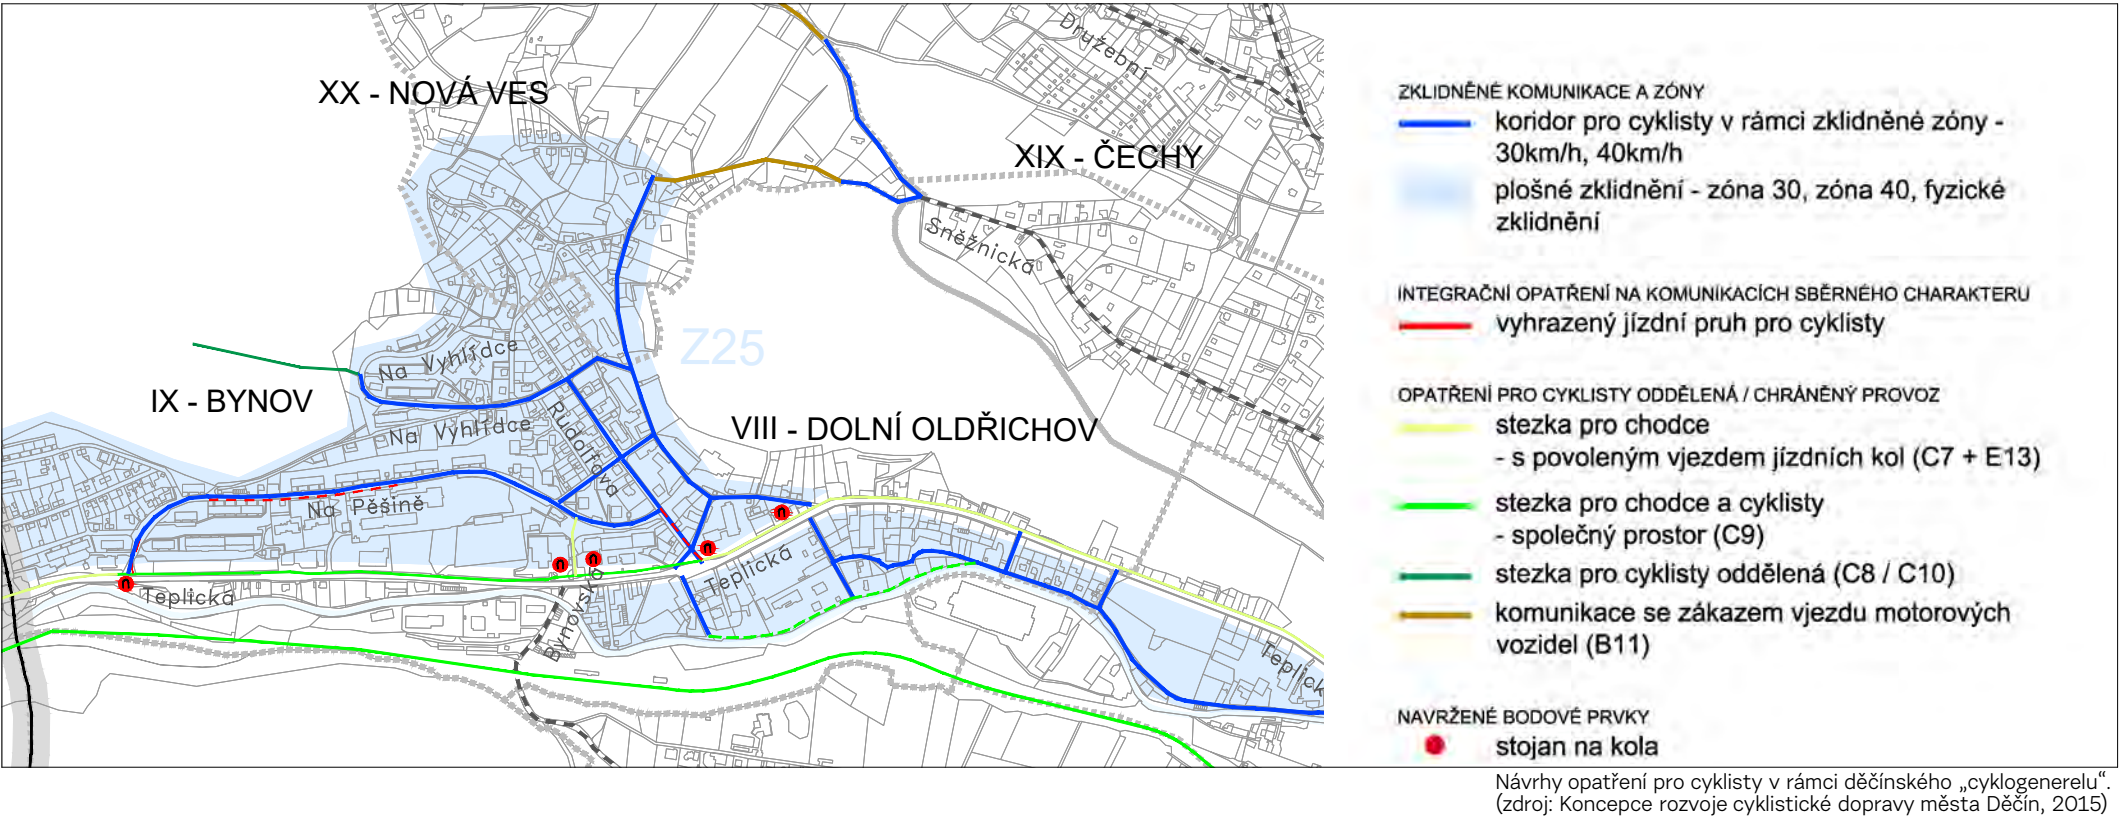 XX - NOVÁ VES
Družební
XIX - ČECHY
Sněžnická
Z25
Na Vyhlídce
IX - BYNOV
Na Vyhlídce
Rudolfova
VIII - DOLNÍ OLDŘICHOV
Na Pěšině
Teplická
Teplická
Bynovská
Teplick
ZKLIDNĚNÉ KOMUNIKACE A ZÓNY
koridor pro cyklisty v rámci zklidněné zóny -
30km/h, 40km/h
plošné zklidnění - zóna 30, zóna 40, fyzické
zklidnění
INTEGRAČNÍ OPATŘENÍ NA KOMUNIKACÍCH SBĚRNÉHO CHARAKTERU
vyhrazený jízdní pruh pro cyklisty
OPATŘENÍ PRO CYKLISTY ODDĚLENÁ / CHRÁNĚNÝ PROVOZ
stezka pro chodce
- s povoleným vjezdem jízdních kol (C7 + E13)
stezka pro chodce a cyklisty
- společný prostor (C9)
stezka pro cyklisty oddělená (C8 / C10)
komunikace se zákazem vjezdu motorových
vozidel (B11)
NAVRŽENÉ BODOVÉ PRVKY
stojan na kola
Návrhy opatření pro cyklisty v rámci děčínského „cyklogenerelu“.
(zdroj: Koncepce rozvoje cyklistické dopravy města Děčín, 2015)